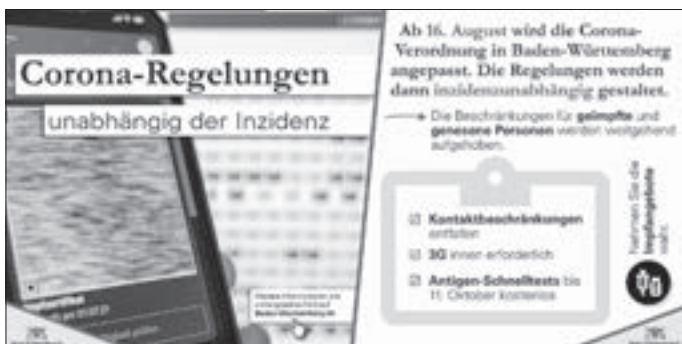 Corona-Regelungen
unabhängig der Inzidenz
Ab 16. August wird die Corona-
Verordnung in Baden-Württemberg
angepasst. Die Regelungen werden
dann inzidenzunabhängig gestaltet.
Die Beschränkungen für geimpfte und
genesene Personen werden weitgehend
aufgehoben.
Kontaktbeschränkungen
entfallen
3G innen erforderlich
Antigen-Schnelltests bis
11. Oktober kostenlos
Nehmen Sie die
Impfangebote
wahr.